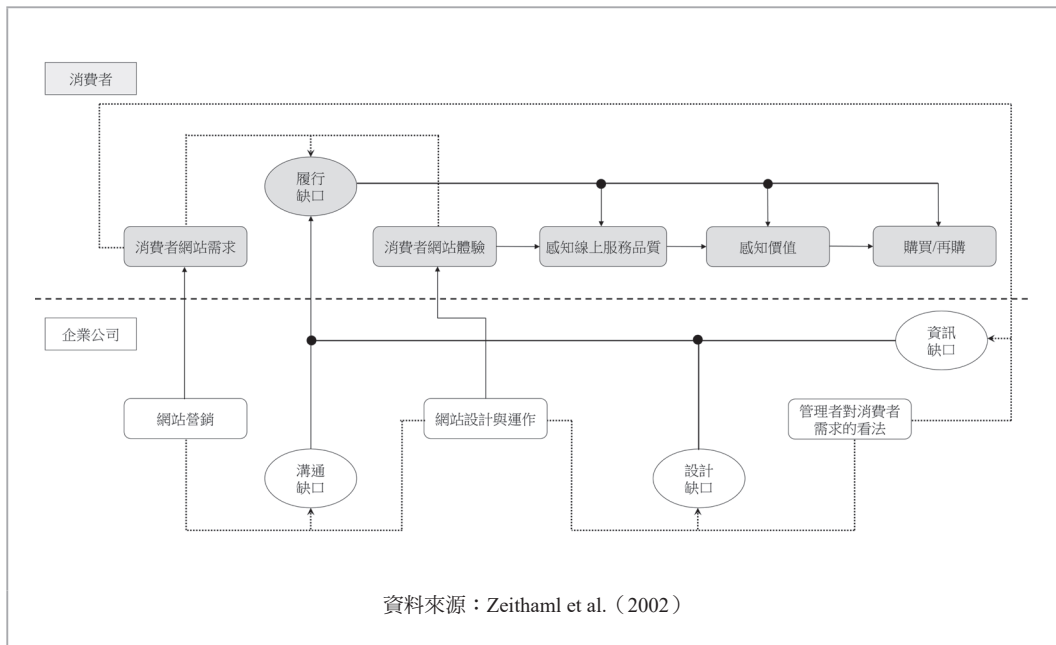 消費者
履行
缺口
消費者網站需求
消費者網站體驗
感知線上服務品質
感知價值
購買/再購
企業公司
資訊
缺口
網站營銷
網站設計與運作
管理者對消費者
需求的看法
溝通
缺口
設計
缺口
資料來源：Zeithaml et al.（2002）